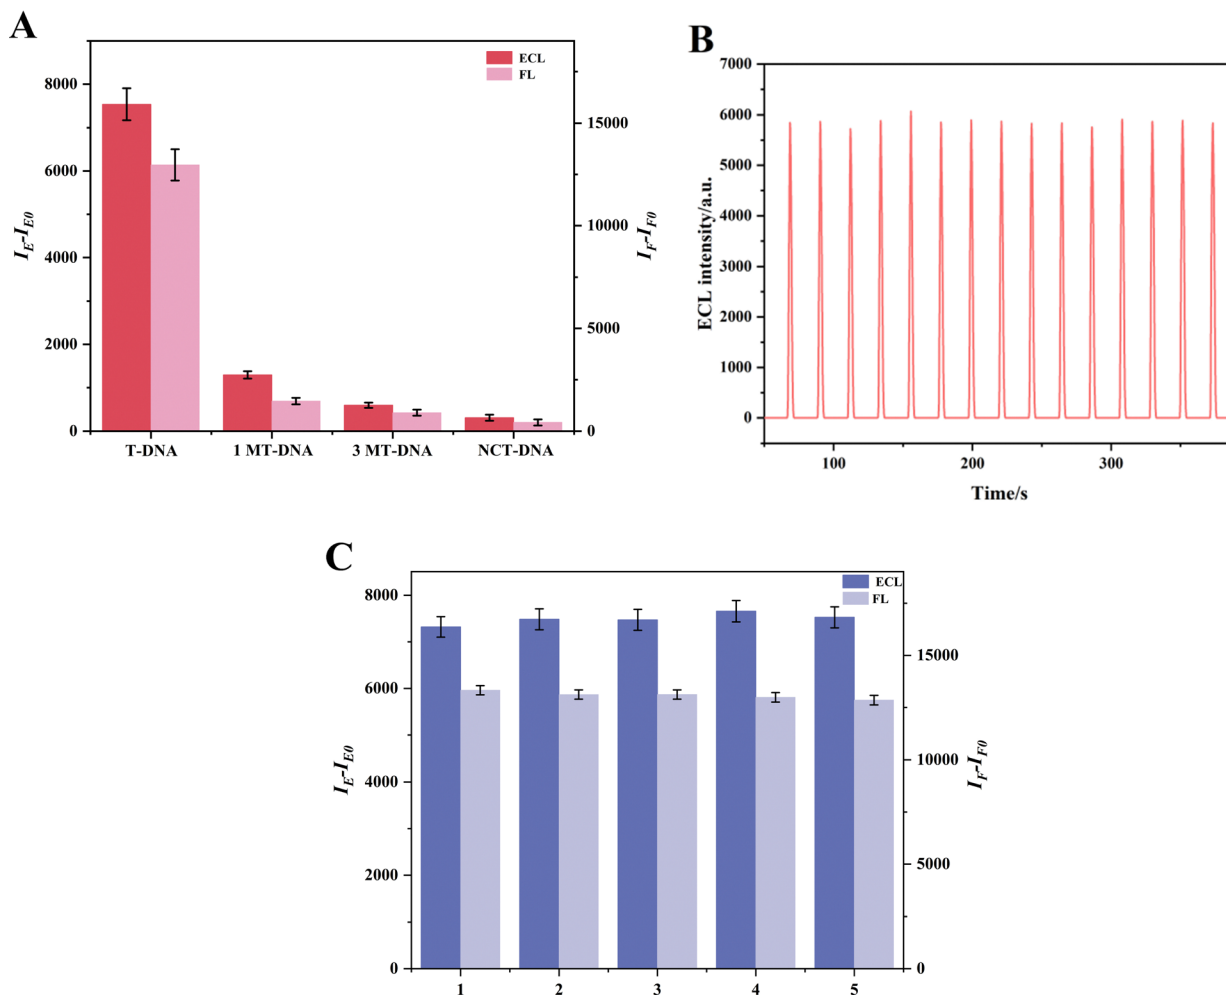 A
ECL
FL
8000
6000
4000
2000
0
I_E-I_E0
15000
10000
5000
0
I_F-I_F0
T-DNA
1 MT-DNA
3 MT-DNA
NCT-DNA
B
7000
6000
5000
4000
3000
2000
1000
0
ECL intensity/a.u.
100
200
300
Time/s
C
ECL
FL
8000
6000
4000
2000
0
I_E-I_E0
15000
10000
5000
0
I_F-I_F0
1
2
3
4
5